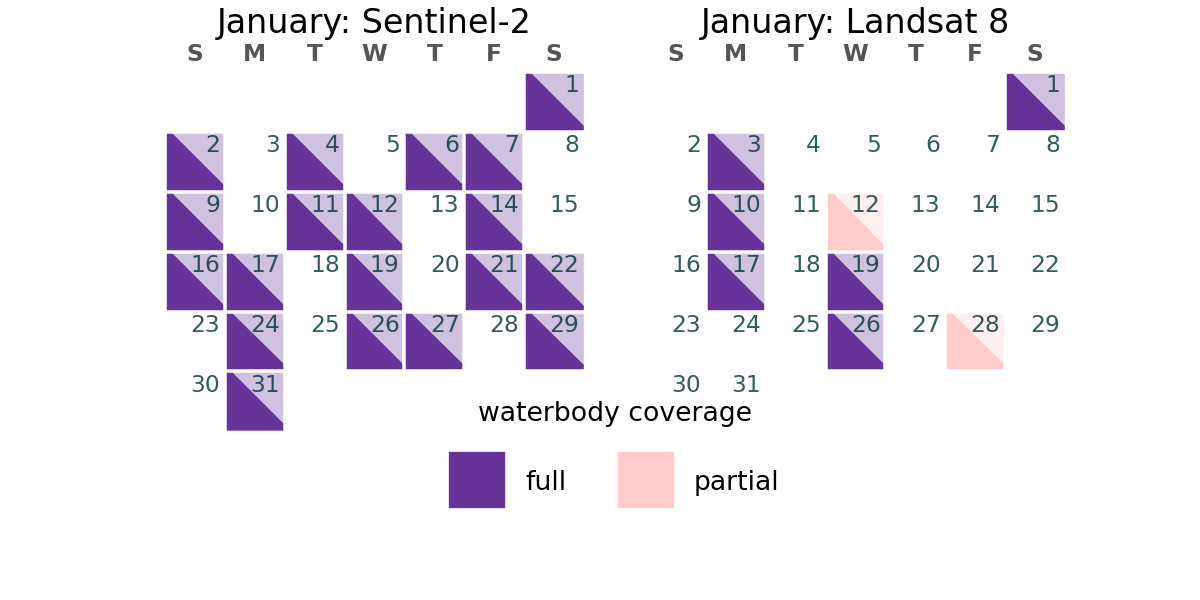 January: Sentinel-2
S M T W T F S
1
2 3 4 5 6 7 8
9 10 11 12 13 14 15
16 17 18 19 20 21 22
23 24 25 26 27 28 29
30 31
January: Landsat 8
S M T W T F S
1
2 3 4 5 6 7 8
9 10 11 12 13 14 15
16 17 18 19 20 21 22
23 24 25 26 27 28 29
30 31
waterbody coverage
full partial